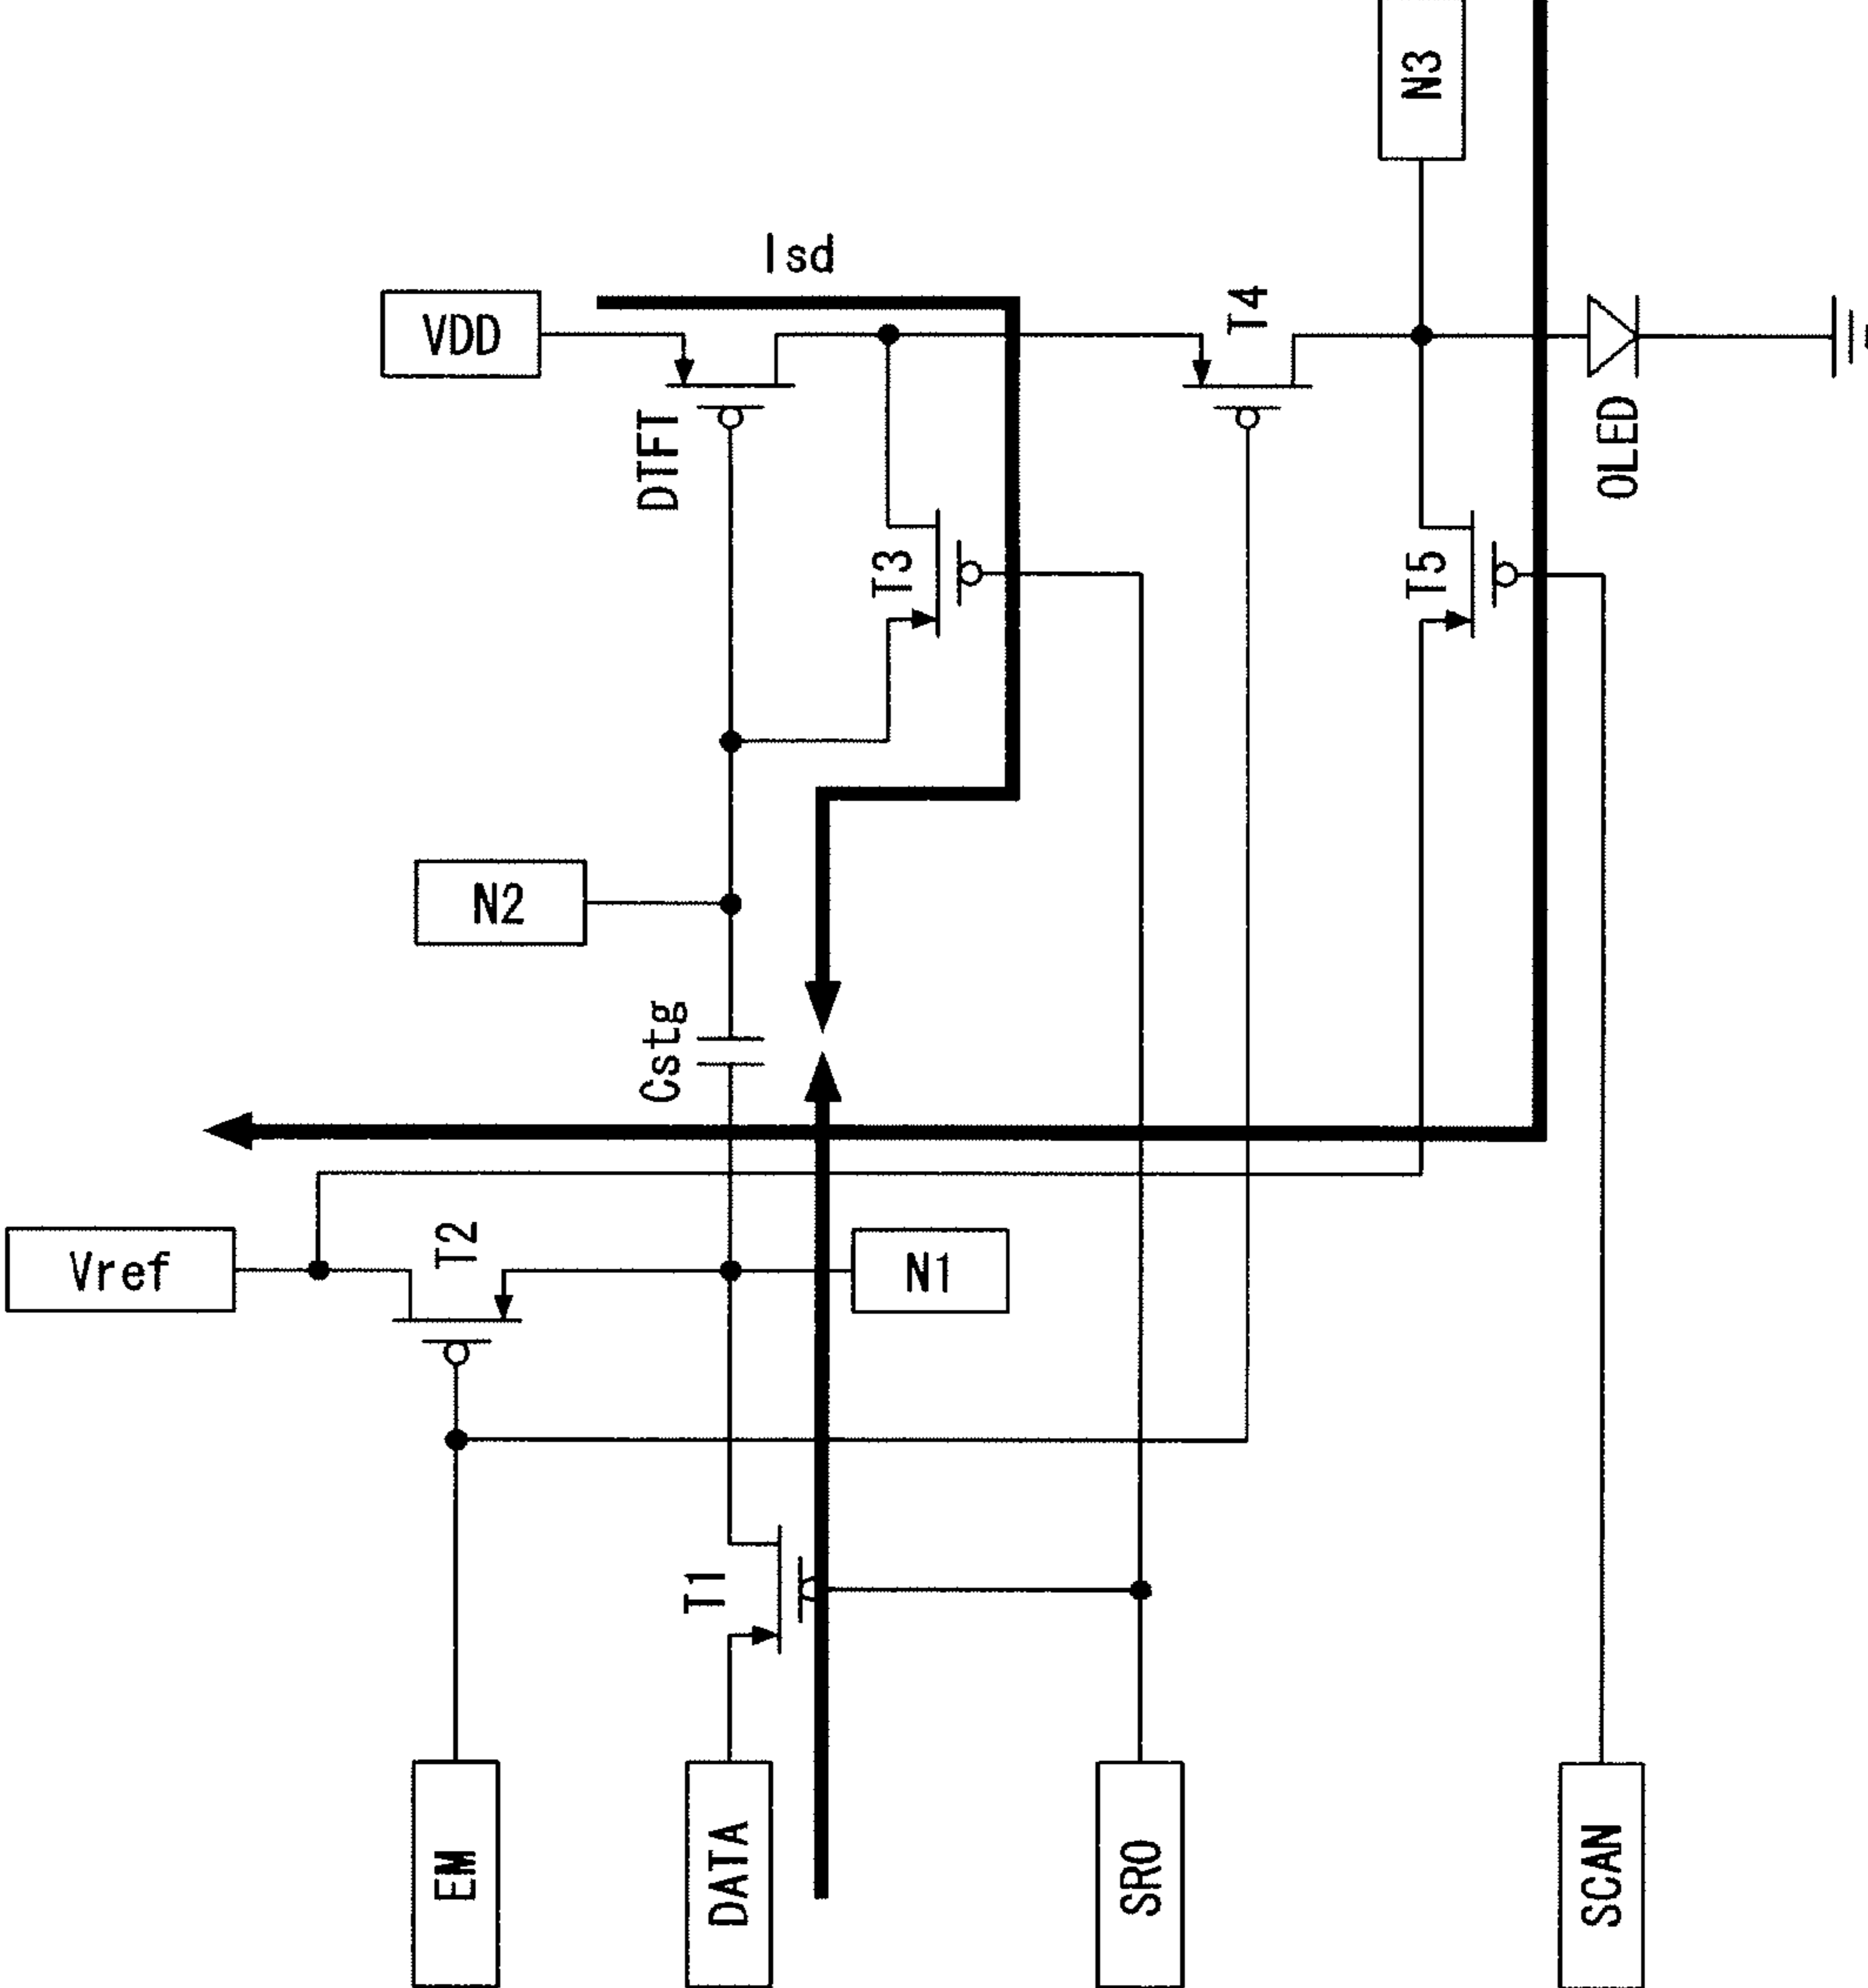 N3
Isd
VDD
T4
DTFT
OLED
T3
T5
N2
Cstg
Vref
T2
N1
T1
EM
DATA
SRO
SCAN